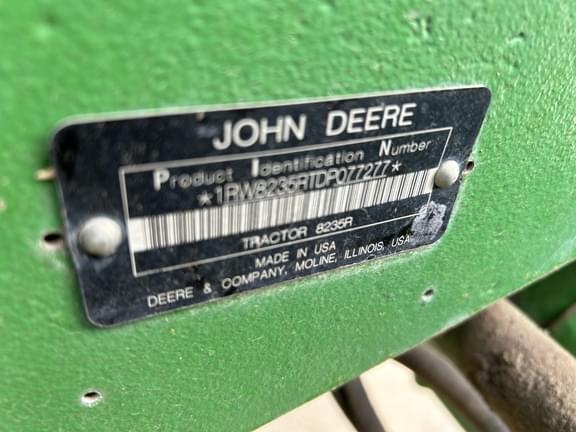 JOHN DEERE
Product Identification Number
*1RW8235RTDP077277*
TRACTOR 8235R
MADE IN USA
DEERE & COMPANY, MOLINE, ILLINOIS, USA